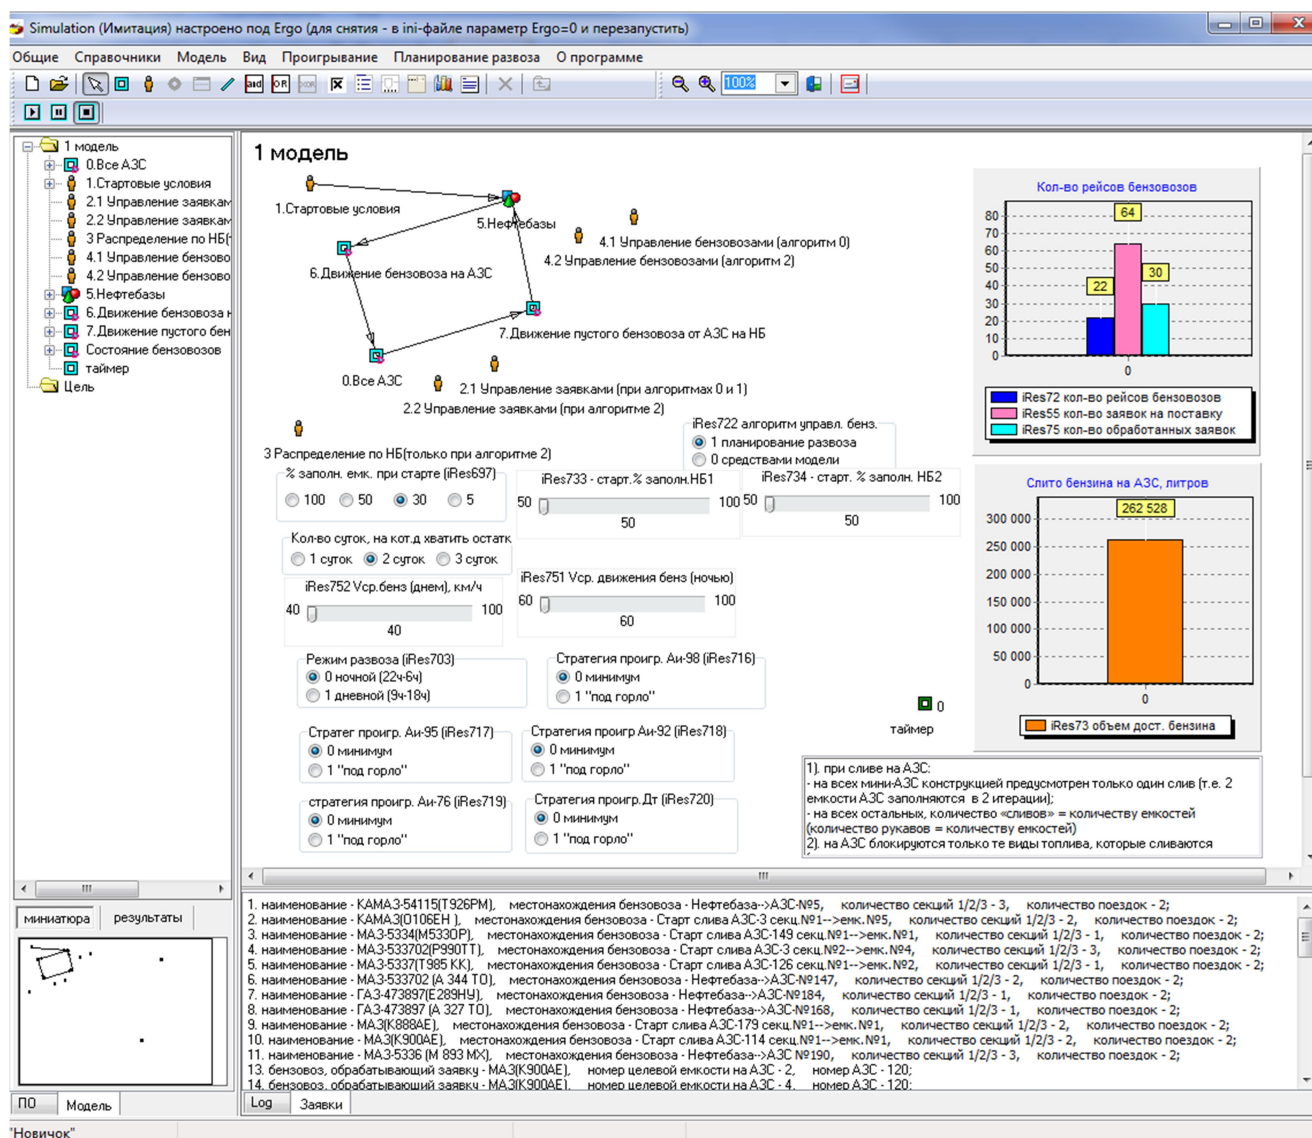 Simulation (Имитация) настроено под Ergo (для снятия - в ini-файле параметр Ergo=0 и перезапустить)
Общие Справочники Модель Вид Проигрывание Планирование развоза О программе
and OR XOR 100%
1 модель
0.Все АЗС
1.Стартовые условия
2.1 Управление заявкам
2.2 Управление заявкам
3 Распределение по НБ(
4.1 Управление бензово
4.2 Управление бензово
5.Нефтебазы
6.Движение бензовоза н
7.Движение пустого бен
Состояние бензовозов
таймер
Цель
миниатюра результаты
ПО Модель
1 модель
1.Стартовые условия
5.Нефтебазы
4.1 Управление бензовозами (алгоритм 0)
4.2 Управление бензовозами (алгоритм 2)
6.Движение бензовоза на АЗС
7.Движение пустого бензовоза от АЗС на НБ
0.Все АЗС
2.1 Управление заявками (при алгоритмах 0 и 1)
2.2 Управление заявками (при алгоритме 2)
3 Распределение по НБ(только при алгоритме 2)
iRes722 алгоритм управл. бенз.
1 планирование развоза
0 средствами модели
% заполн. емк. при старте (iRes697)
100 50 30 5
iRes733 - старт.% заполн.НБ1
50 100
50
iRes734 - старт. % заполн. НБ2
50 100
50
Кол-во суток, на кот.д хватить остатк
1 суток 2 суток 3 суток
iRes752 Vср.бенз (днем), км/ч
40 100
40
iRes751 Vср. движения бенз (ночью)
60 100
60
Режим развоза (iRes703)
0 ночной (22ч-6ч)
1 дневной (9ч-18ч)
Стратегия проигр. Аи-98 (iRes716)
0 минимум
1 "под горло"
Стратег проигр. Аи-95 (iRes717)
0 минимум
1 "под горло"
Стратегия проигр Аи-92 (iRes718)
0 минимум
1 "под горло"
стратегия проигр. Аи-76 (iRes719)
0 минимум
1 "под горло"
Стратегия проигр.Дт (iRes720)
0 минимум
1 "под горло"
0
таймер
Кол-во рейсов бензовозов
80
70
60
50
40
30
20
10
0
22
64
30
0
iRes72 кол-во рейсов бензовозов
iRes55 кол-во заявок на поставку
iRes75 кол-во обработанных заявок
Слито бензина на АЗС, литров
262 528
300 000
250 000
200 000
150 000
100 000
50 000
0
0
iRes73 объем дост. бензина
1). при сливе на АЗС:
- на всех мини-АЗС конструкцией предусмотрен только один слив (т.е. 2
емкости АЗС заполняются в 2 итерации);
- на всех остальных, количество «сливов» = количеству емкостей
(количество рукавов = количеству емкостей)
2). на АЗС блокируются только те виды топлива, которые сливаются
1. наименование - КАМАЗ-54115(Т926РМ), местонахождения бензовоза - Нефтебаза-->АЗС-№5, количество секций 1/2/3 - 3, количество поездок - 2;
2. наименование - КАМАЗ(О106ЕН ), местонахождения бензовоза - Старт слива АЗС-3 секц.№1-->емк.№5, количество секций 1/2/3 - 2, количество поездок - 2;
3. наименование - МАЗ-5334(М533ОР), местонахождения бензовоза - Старт слива АЗС-149 секц.№1-->емк.№1, количество секций 1/2/3 - 1, количество поездок - 2;
4. наименование - МАЗ-533702(Р990ТТ), местонахождения бензовоза - Старт слива АЗС-3 секц.№2-->емк.№4, количество секций 1/2/3 - 2, количество поездок - 2;
5. наименование - МАЗ-5337(Т985 КК), местонахождения бензовоза - Старт слива АЗС-126 секц.№1-->емк.№2, количество секций 1/2/3 - 1, количество поездок - 2;
6. наименование - МАЗ-533702 (А 344 ТО), местонахождения бензовоза - Нефтебаза-->АЗС-№147, количество секций 1/2/3 - 2, количество поездок - 2;
7. наименование - ГАЗ-473897(Е289НУ), местонахождения бензовоза - Нефтебаза-->АЗС-№184, количество секций 1/2/3 - 1, количество поездок - 2;
8. наименование - ГАЗ-473897 (А 327 ТО), местонахождения бензовоза - Нефтебаза-->АЗС-№168, количество секций 1/2/3 - 1, количество поездок - 2;
9. наименование - МАЗ(К888АЕ), местонахождения бензовоза - Старт слива АЗС-179 секц.№1-->емк.№1, количество секций 1/2/3 - 2, количество поездок - 2;
10. наименование - МАЗ(К900АЕ), местонахождения бензовоза - Старт слива АЗС-114 секц.№1-->емк.№1, количество секций 1/2/3 - 2, количество поездок - 2;
11. наименование - МАЗ-5336 (М 893 МХ), местонахождения бензовоза - Нефтебаза-->АЗС №190, количество секций 1/2/3 - 3, количество поездок - 2;
13. бензовоз, обрабатывающий заявку - МАЗ(К900АЕ), номер целевой емкости на АЗС - 2, номер АЗС - 120;
14. бензовоз, обрабатывающий заявку - МАЗ(К900АЕ), номер целевой емкости на АЗС - 4, номер АЗС - 120;
Log Заявки
"Новичок"